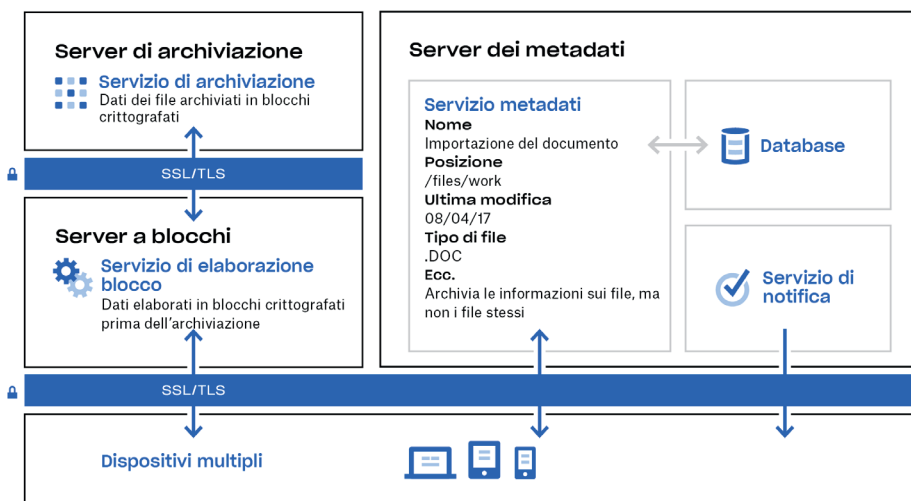 Server di archiviazione
Servizio di archiviazione
Dati dei file archiviati in blocchi
crittografati
SSL/TLS
Server a blocchi
Servizio di elaborazione
blocco
Dati elaborati in blocchi crittografati
prima dell'archiviazione
Server dei metadati
Servizio metadati
Nome
Importazione del documento
Posizione
/files/work
Ultima modifica
08/04/17
Tipo di file
.DOC
Ecc.
Archivia le informazioni sui file, ma
non i file stessi
Database
Servizio di
notifica
SSL/TLS
Dispositivi multipli